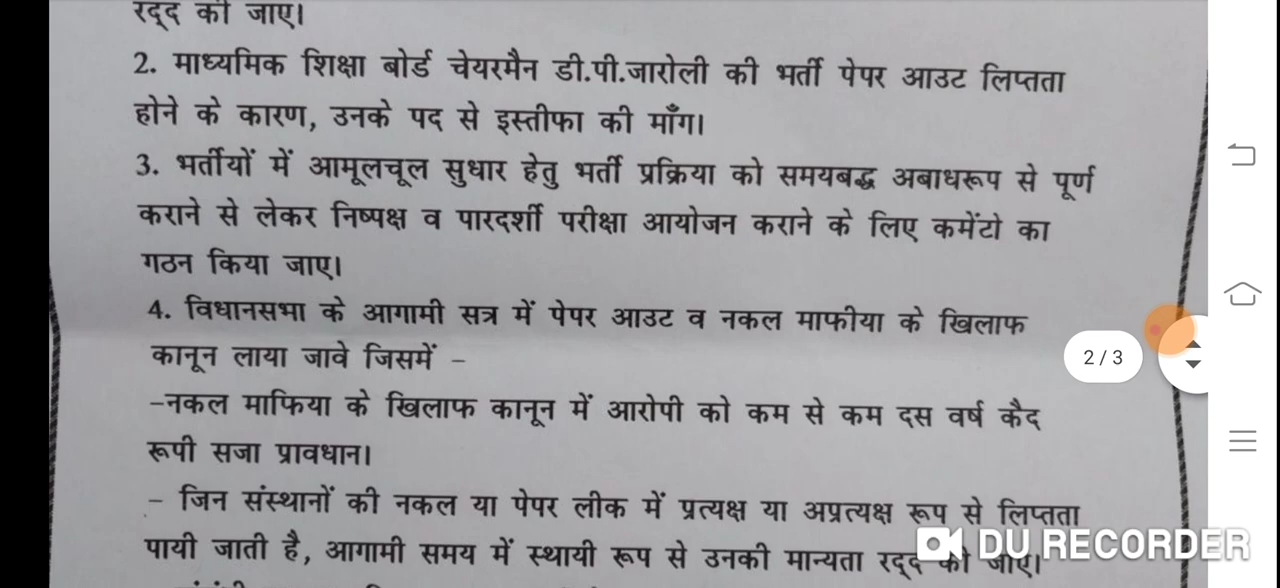 रद्द की जाए।
2. माध्यमिक शिक्षा बोर्ड चेयरमैन डी.पी.जारोली की भर्ती पेपर आउट लिप्तता
होने के कारण, उनके पद से इस्तीफा की माँग।
3. भर्तीयों में आमूलचूल सुधार हेतु भर्ती प्रक्रिया को समयबद्ध अबाधरूप से पूर्ण
कराने से लेकर निष्पक्ष व पारदर्शी परीक्षा आयोजन कराने के लिए कमेंटो का
गठन किया जाए।
4. विधानसभा के आगामी सत्र में पेपर आउट व नकल माफीया के खिलाफ
कानून लाया जावे जिसमें –
2 / 3
–नकल माफिया के खिलाफ कानून में आरोपी को कम से कम दस वर्ष कैद
रूपी सजा प्रावधान।
– जिन संस्थानों की नकल या पेपर लीक में प्रत्यक्ष या अप्रत्यक्ष रूप से लिप्तता
पायी जाती है, आगामी समय में स्थायी रूप से उनकी मान्यता रद्द की जाए।
DU RECORDER